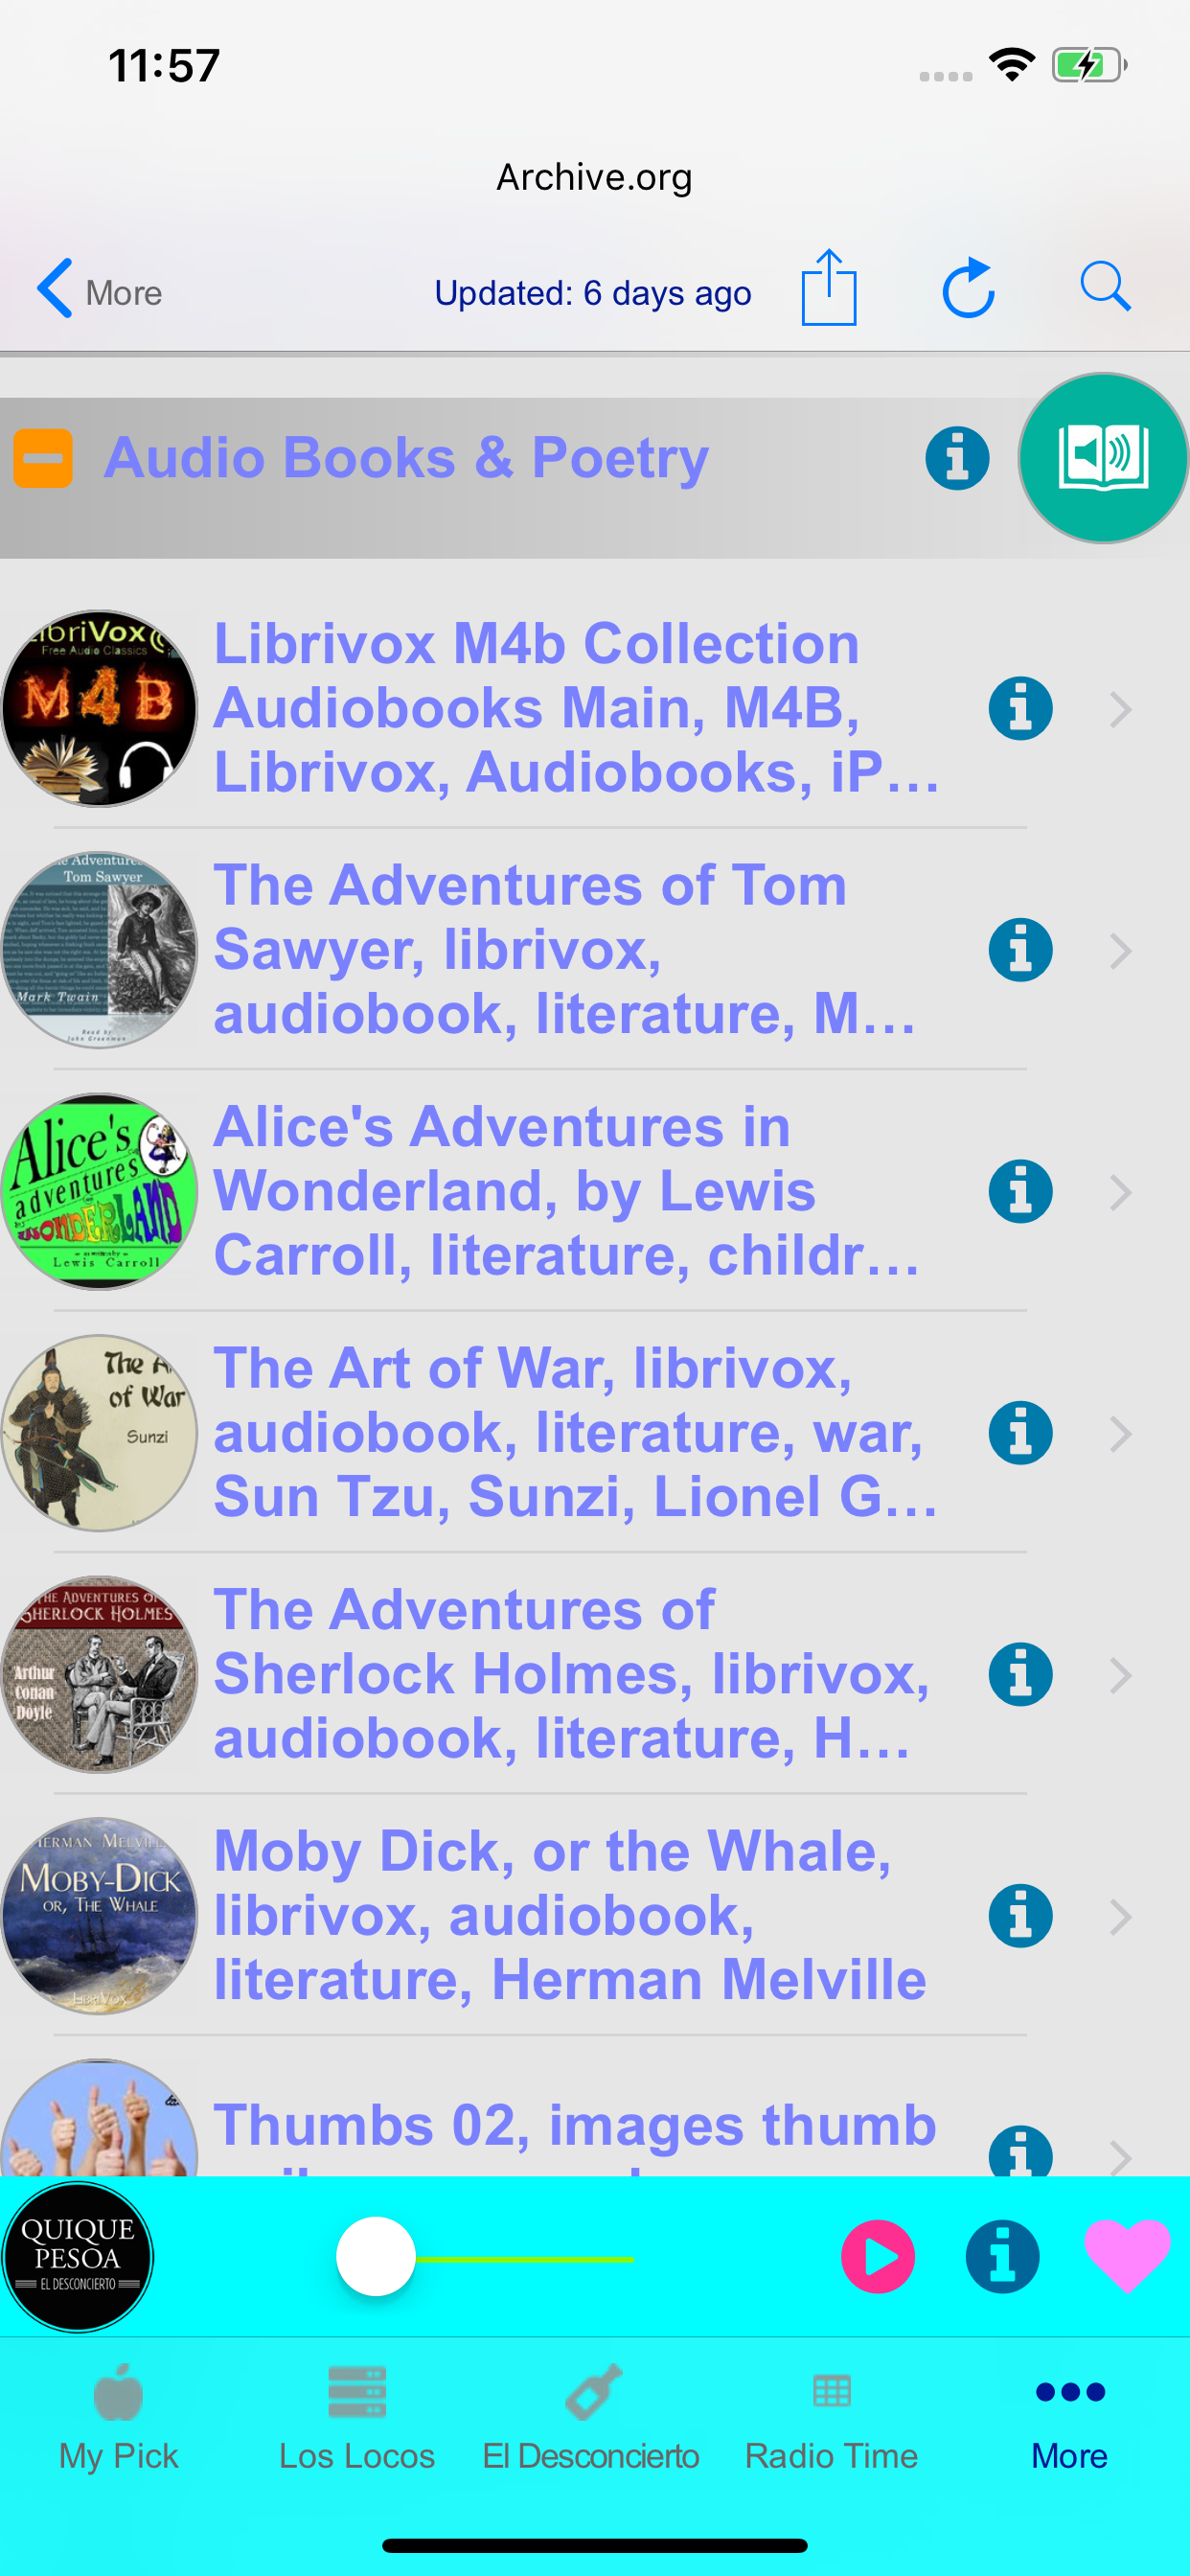 11:57
Archive.org
More
Updated: 6 days ago
Audio Books & Poetry
LibriVox
Free Audio Classics
M4B
Librivox M4b Collection
Audiobooks Main, M4B,
Librivox, Audiobooks, iP...
Adventures
Tom Sawyer
Mark Twain
Read by
John Greenman
The Adventures of Tom
Sawyer, librivox,
audiobook, literature, M...
Alice's
adventures
WONDERLAND
Lewis Carroll
Alice's Adventures in
Wonderland, by Lewis
Carroll, literature, childr...
The A
of War
Sunzi
The Art of War, librivox,
audiobook, literature, war,
Sun Tzu, Sunzi, Lionel G...
THE ADVENTURES OF
SHERLOCK HOLMES
Arthur
Conan
Doyle
The Adventures of
Sherlock Holmes, librivox,
audiobook, literature, H...
HERMAN MELVILLE
MOBY-DICK
OR, THE WHALE
LIBRIVOX
Moby Dick, or the Whale,
librivox, audiobook,
literature, Herman Melville
Thumbs 02, images thumb
QUIQUE
PESOA
EL DESCONCIERTO
My Pick
Los Locos
El Desconcierto
Radio Time
More